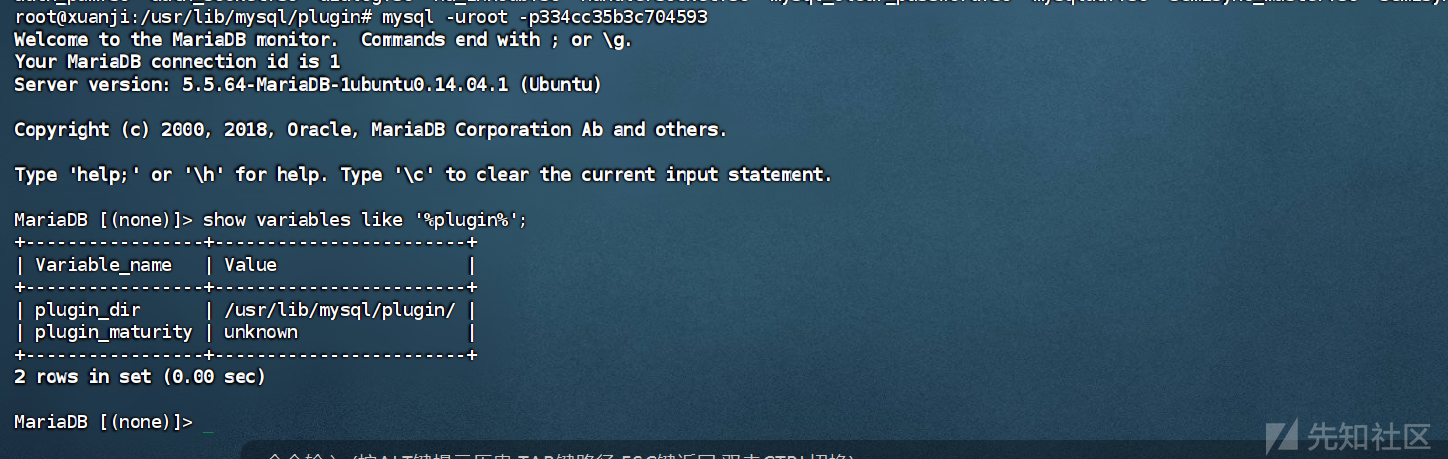 root@xuanji:/usr/lib/mysql/plugin# mysql -uroot -p334cc35b3c704593
Welcome to the MariaDB monitor.  Commands end with ; or \g.
Your MariaDB connection id is 1
Server version: 5.5.64-MariaDB-1ubuntu0.14.04.1 (Ubuntu)
Copyright (c) 2000, 2018, Oracle, MariaDB Corporation Ab and others.
Type 'help;' or '\h' for help. Type '\c' to clear the current input statement.
MariaDB [(none)]> show variables like '%plugin%';
+-----------------+------------------------+
| Variable_name   | Value                  |
+-----------------+------------------------+
| plugin_dir      | /usr/lib/mysql/plugin/ |
| plugin_maturity | unknown                |
+-----------------+------------------------+
2 rows in set (0.00 sec)
MariaDB [(none)]> _
先知社区